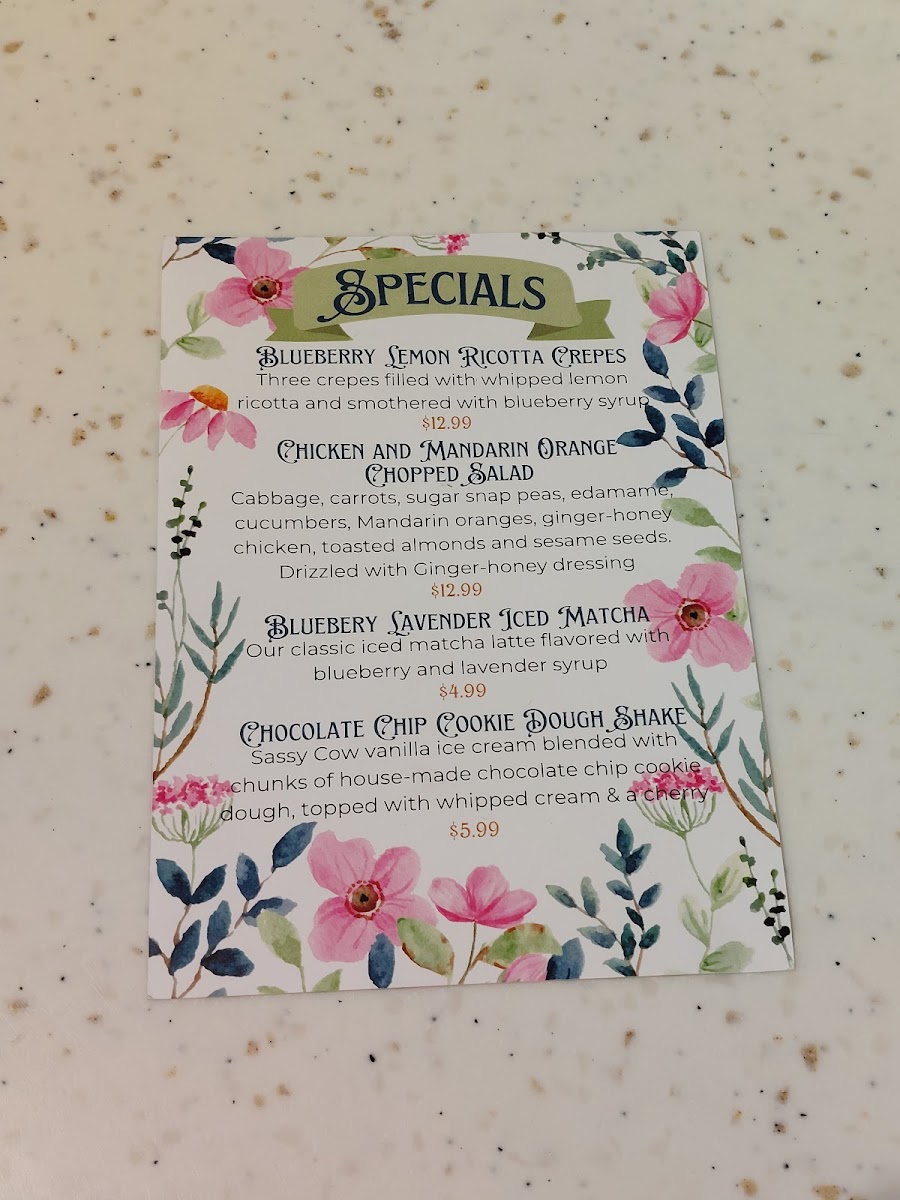 Specials
Blueberry Lemon Ricotta Crepes
Three crepes filled with whipped lemon
ricotta and smothered with blueberry syrup
$12.99
Chicken and Mandarin Orange
Chopped Salad
Cabbage, carrots, sugar snap peas, edamame,
cucumbers, Mandarin oranges, ginger-honey
chicken, toasted almonds and sesame seeds.
Drizzled with Ginger-honey dressing
$12.99
Bluebery Lavender Iced Matcha
Our classic iced matcha latte flavored with
blueberry and lavender syrup
$4.99
Chocolate Chip Cookie Dough Shake
Sassy Cow vanilla ice cream blended with
chunks of house-made chocolate chip cookie
dough, topped with whipped cream & a cherry
$5.99